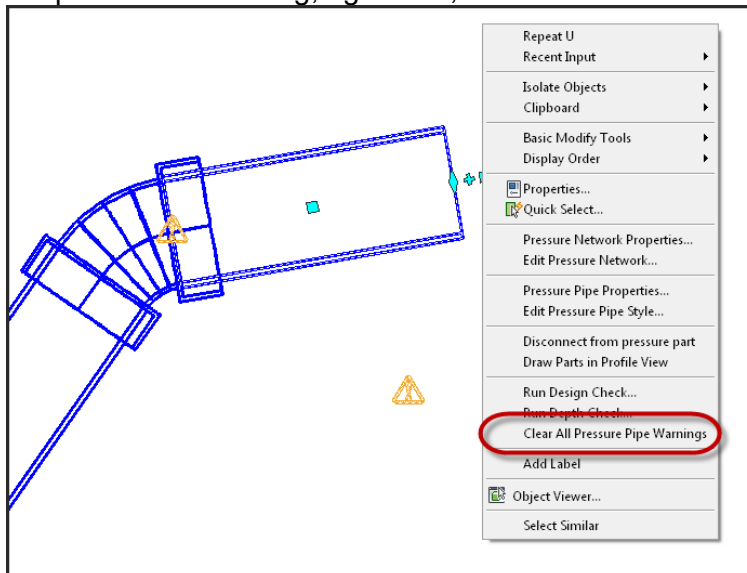 Repeat U
Recent Input
Isolate Objects
Clipboard
Basic Modify Tools
Display Order
Properties...
Quick Select...
Pressure Network Properties...
Edit Pressure Network...
Pressure Pipe Properties...
Edit Pressure Pipe Style...
Disconnect from pressure part
Draw Parts in Profile View
Run Design Check...
Run Depth Check...
Clear All Pressure Pipe Warnings
Add Label
Object Viewer...
Select Similar